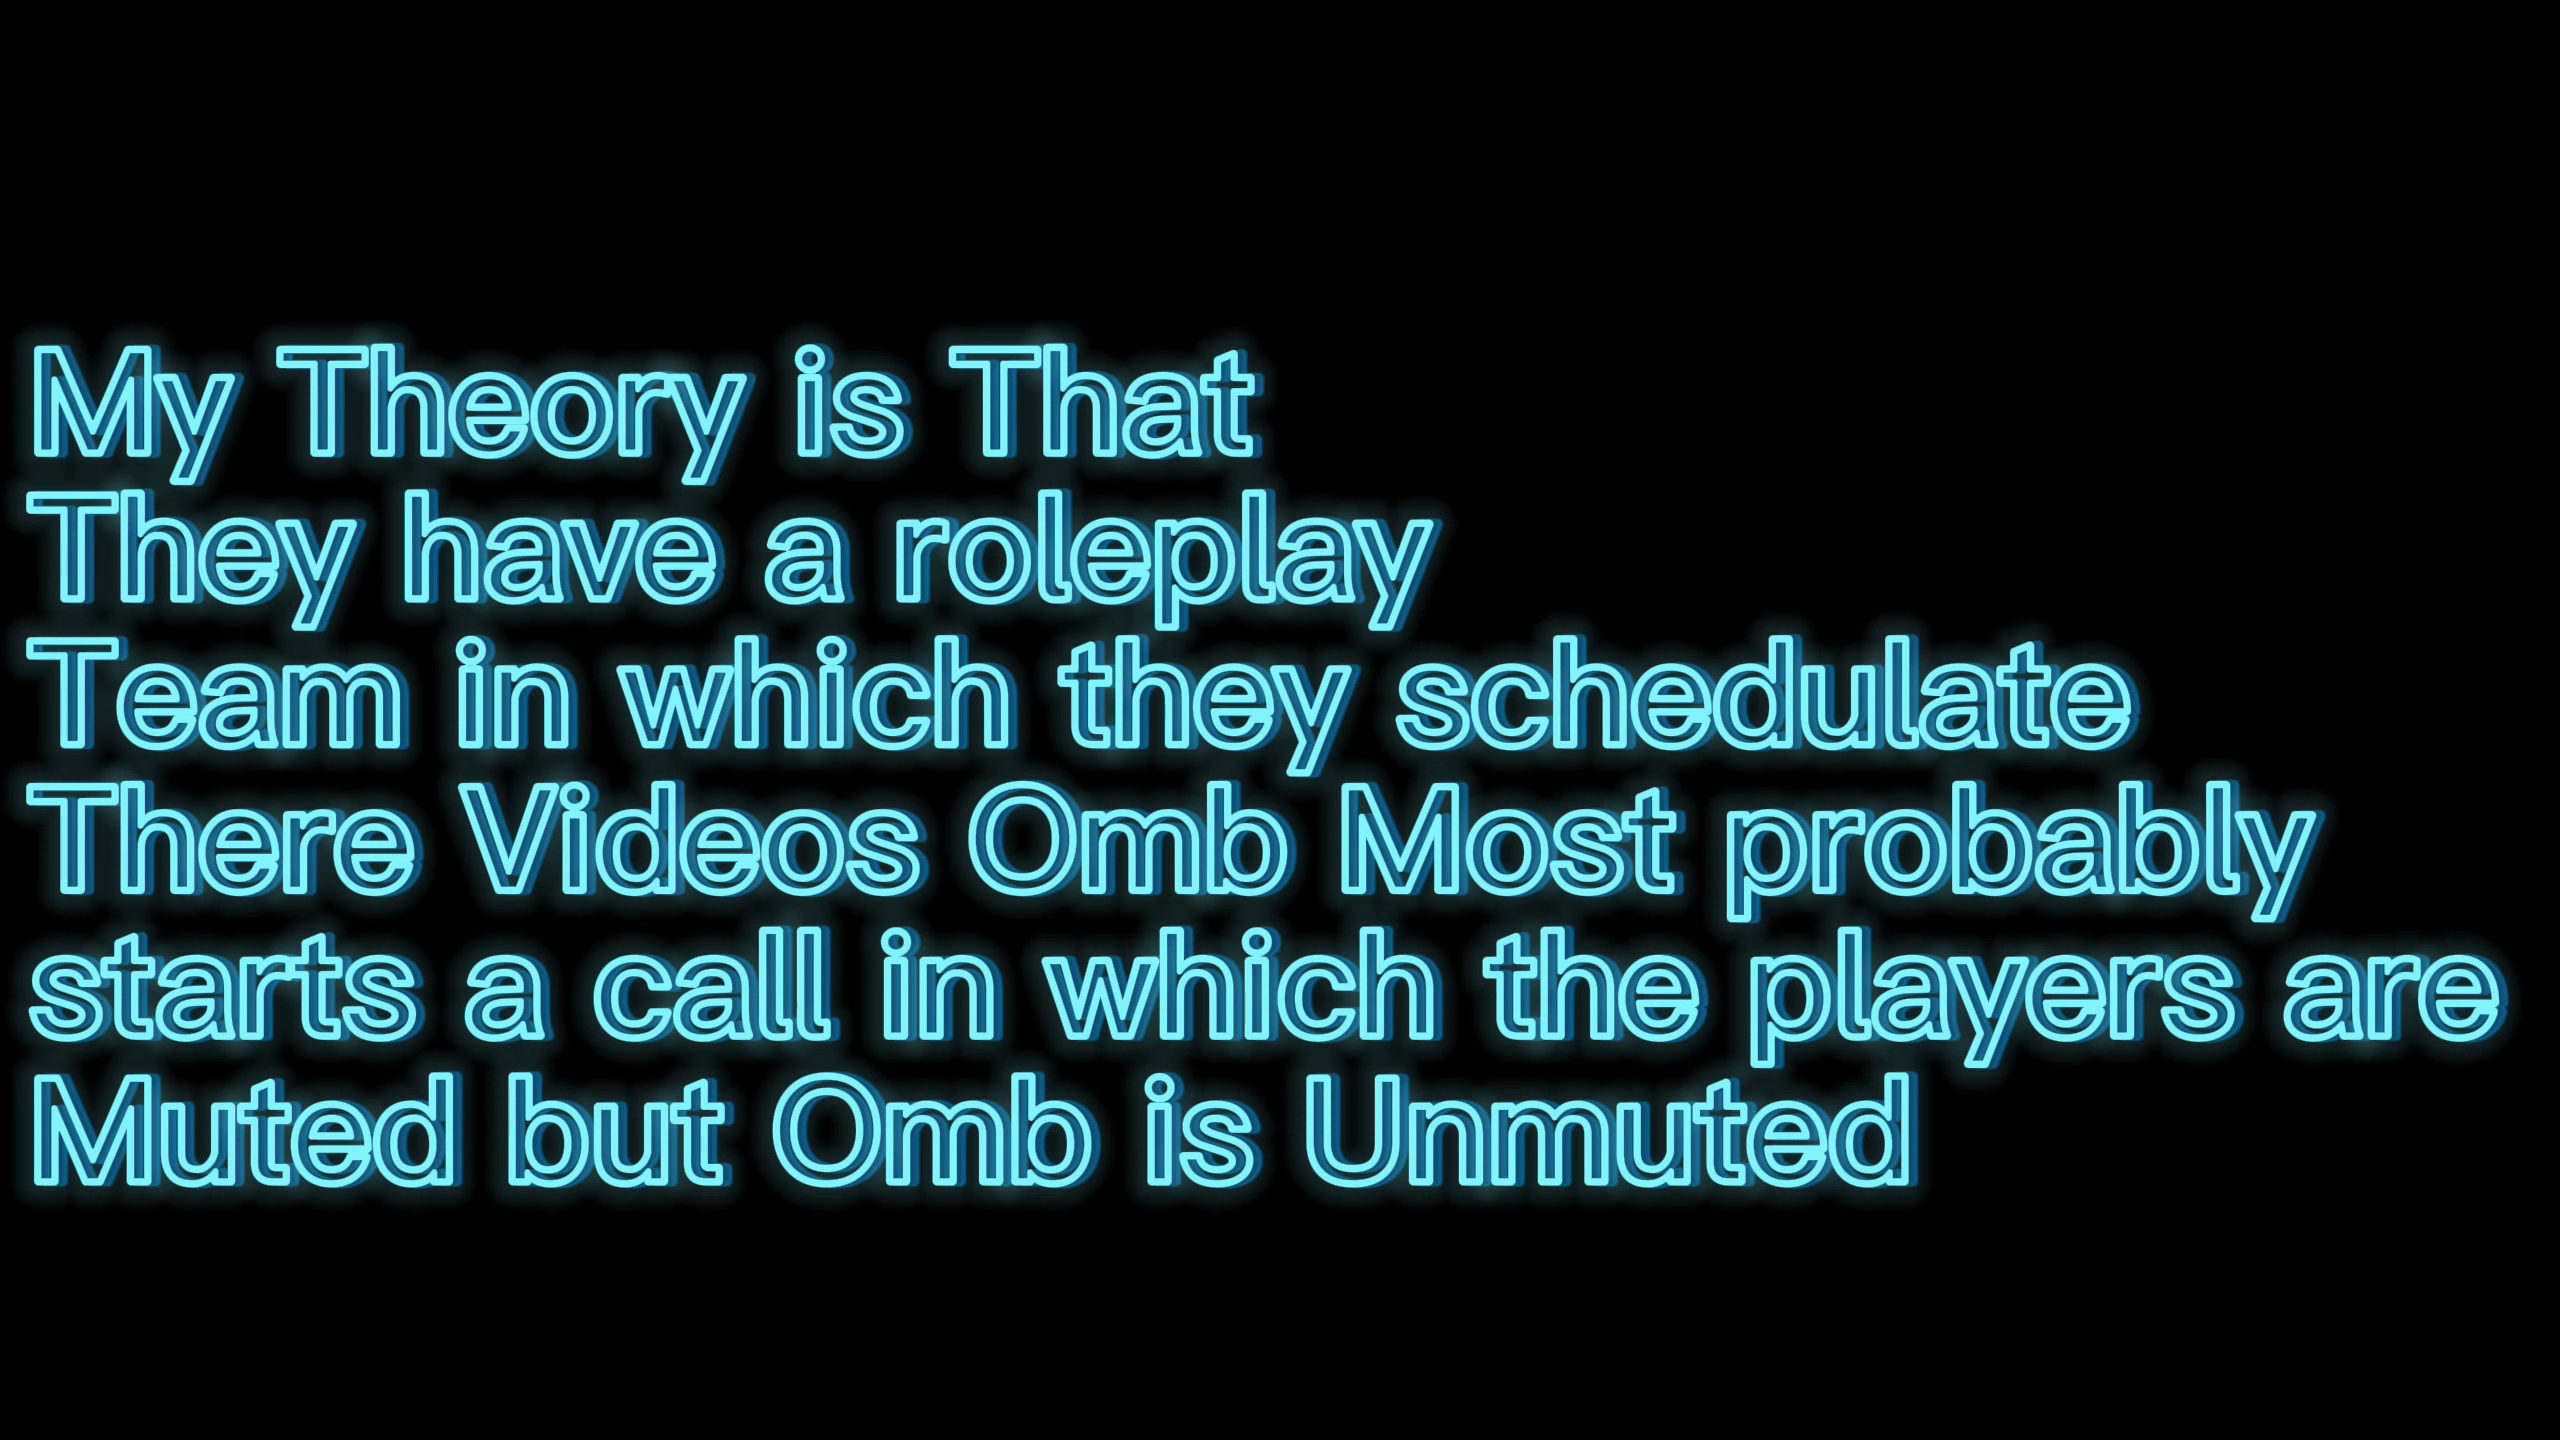 My Theory is That
They have a roleplay
Team in which they schedulate
There Videos Omb Most probably
starts a call in which the players are
Muted but Omb is Unmuted